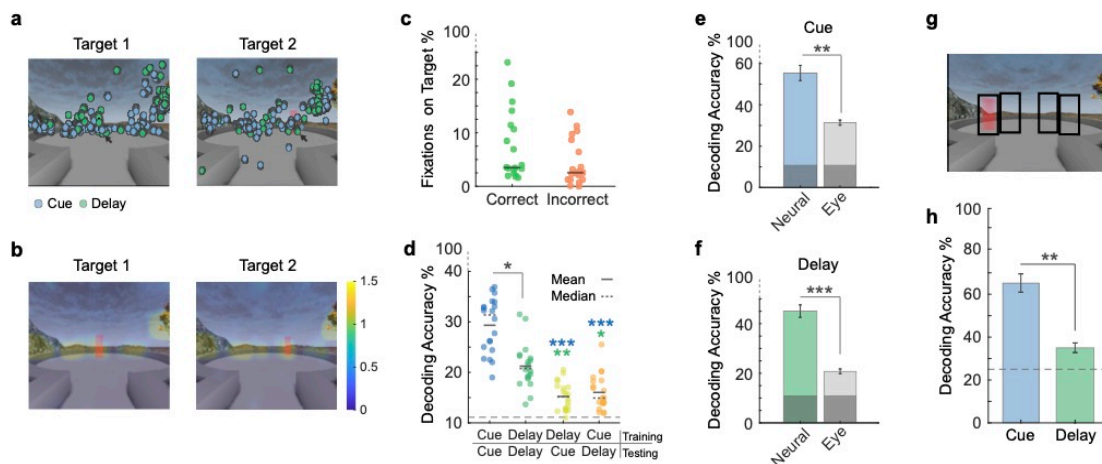 a
Target 1
Target 2
Cue
Delay
b
Target 1
Target 2
1.5
1
0.5
0
c
Fixations on Target %
100
20
10
0
Correct
Incorrect
d
Decoding Accuracy %
100
40
30
20
10
*
Mean
Median
***
**
***
*
Cue Delay Delay Cue Training
Cue Delay Cue Delay Testing
e
Cue
Decoding Accuracy %
100
60
40
20
0
**
Neural
Eye
f
Delay
Decoding Accuracy %
100
40
20
0
***
Neural
Eye
g
h
Decoding Accuracy %
100
80
60
40
20
0
**
Cue
Delay